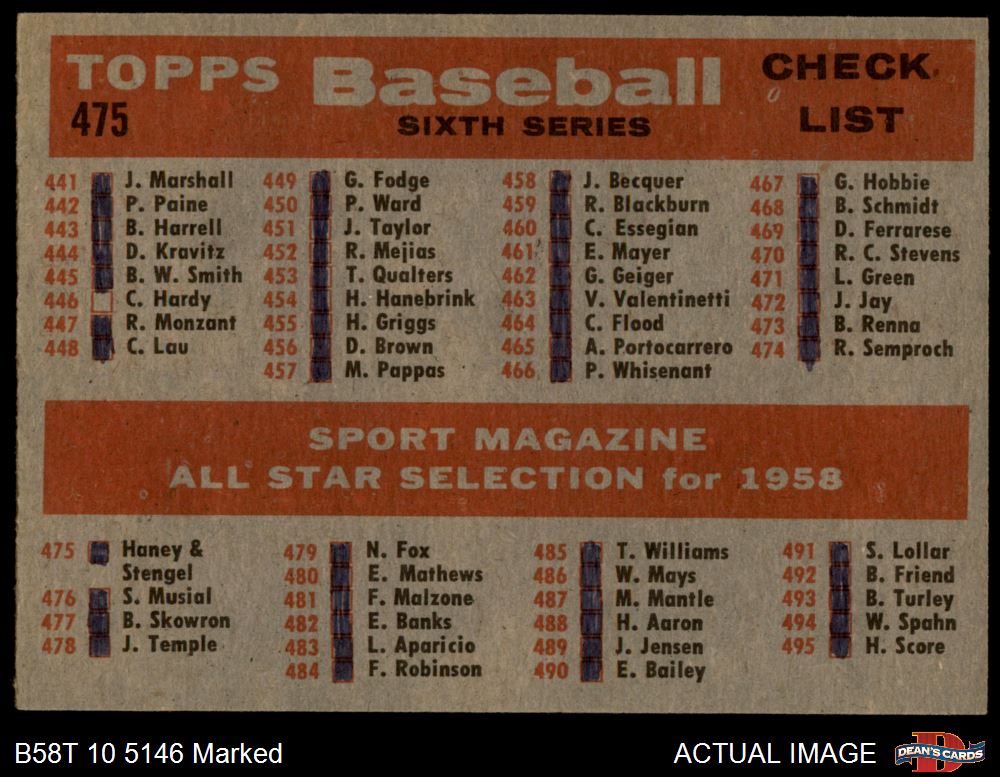 TOPPS Baseball CHECK
475 SIXTH SERIES LIST
441 J. Marshall
442 P. Paine
443 B. Harrell
444 D. Kravitz
445 B. W. Smith
446 C. Hardy
447 R. Monzant
448 C. Lau
449 G. Fodge
450 P. Ward
451 J. Taylor
452 R. Mejias
453 T. Qualters
454 H. Hanebrink
455 H. Griggs
456 D. Brown
457 M. Pappas
458 J. Becquer
459 R. Blackburn
460 C. Essegian
461 E. Mayer
462 G. Geiger
463 V. Valentinetti
464 C. Flood
465 A. Portocarrero
466 P. Whisenant
467 G. Hobbie
468 B. Schmidt
469 D. Ferrarese
470 R. C. Stevens
471 L. Green
472 J. Jay
473 B. Renna
474 R. Semproch
SPORT MAGAZINE
ALL STAR SELECTION for 1958
475 Haney &
Stengel
476 S. Musial
477 B. Skowron
478 J. Temple
479 N. Fox
480 E. Mathews
481 F. Malzone
482 E. Banks
483 L. Aparicio
484 F. Robinson
485 T. Williams
486 W. Mays
487 M. Mantle
488 H. Aaron
489 J. Jensen
490 E. Bailey
491 S. Lollar
492 B. Friend
493 B. Turley
494 W. Spahn
495 H. Score
B58T 10 5146 Marked
ACTUAL IMAGE
DEAN'S CARDS